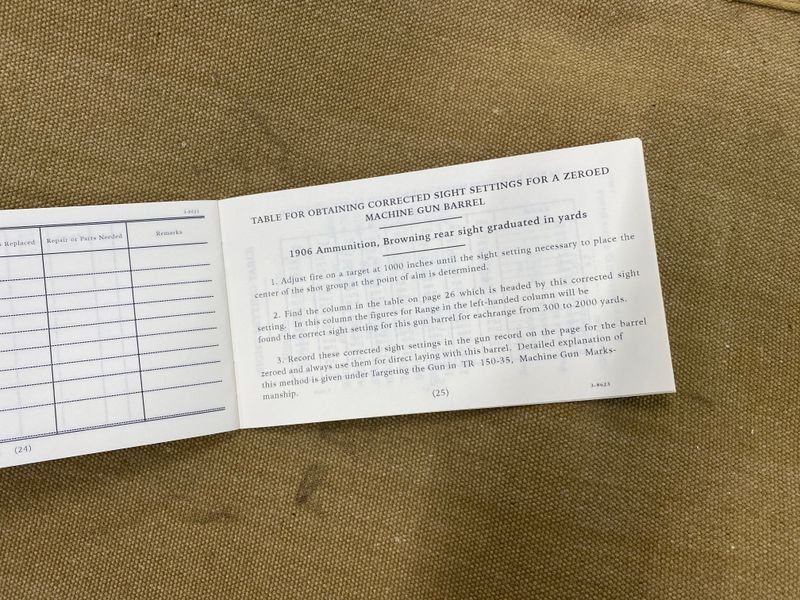 3-8623
s Replaced
Repair or Parts Needed
Remarks
(24)
TABLE FOR OBTAINING CORRECTED SIGHT SETTINGS FOR A ZEROED
MACHINE GUN BARREL
1906 Ammunition, Browning rear sight graduated in yards
1. Adjust fire on a target at 1000 inches until the sight setting necessary to place the
center of the shot group at the point of aim is determined.
2. Find the column in the table on page 26 which is headed by this corrected sight
setting. In this column the figures for Range in the left-handed column will be
found the correct sight setting for this gun barrel for eachrange from 300 to 2000 yards.
3. Record these corrected sight settings in the gun record on the page for the barrel
zeroed and always use them for direct laying with this barrel. Detailed explanation of
this method is given under Targeting the Gun in TR 150-35, Machine Gun Marks-
manship.
(25)
3-8623